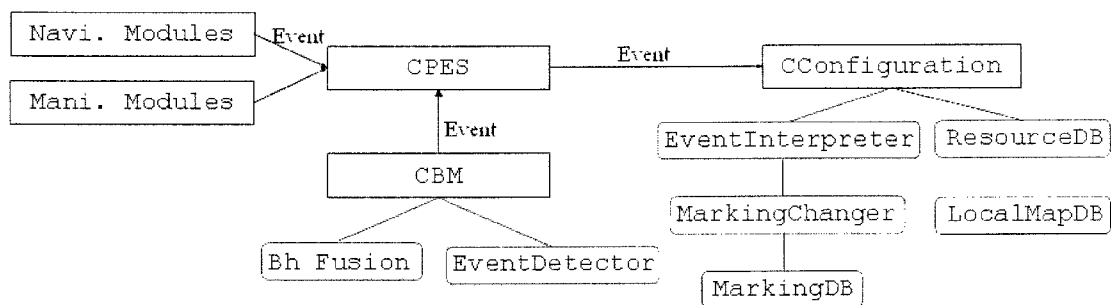 Navi. Modules
Event
CPES
Event
CConfiguration
Mani. Modules
Event
EventInterpreter
ResourceDB
CBM
MarkingChanger
LocalMapDB
Bh Fusion
EventDetector
MarkingDB